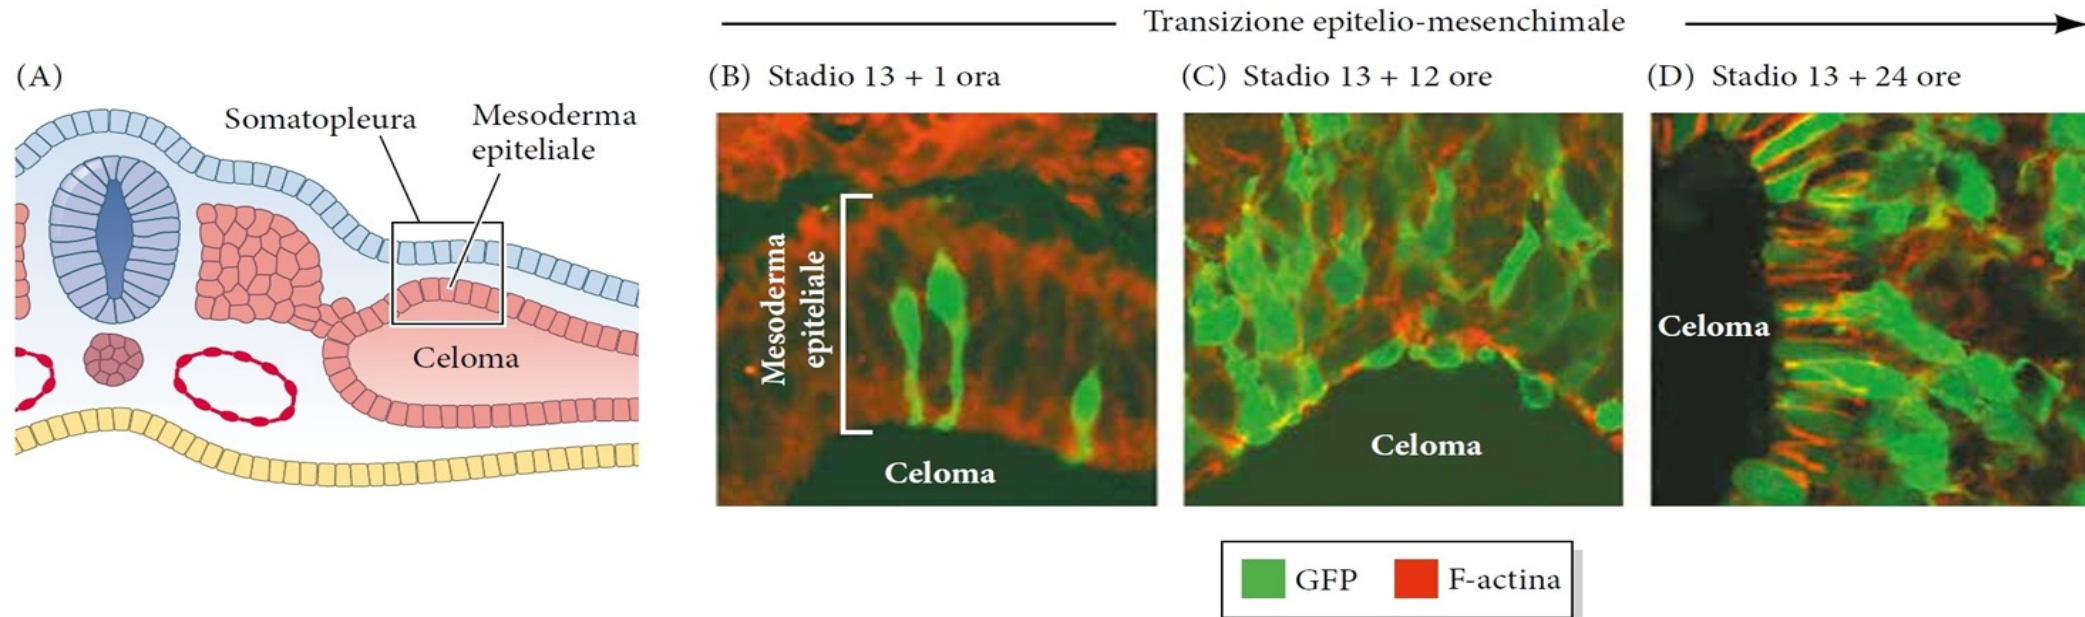 Transizione epitelio-mesenchimale
(A)
(B) Stadio 13 + 1 ora
(C) Stadio 13 + 12 ore
(D) Stadio 13 + 24 ore
Somatopleura
Mesoderma
epiteliale
Celoma
Mesoderma
epiteliale
Celoma
Celoma
Celoma
GFP
F-actina